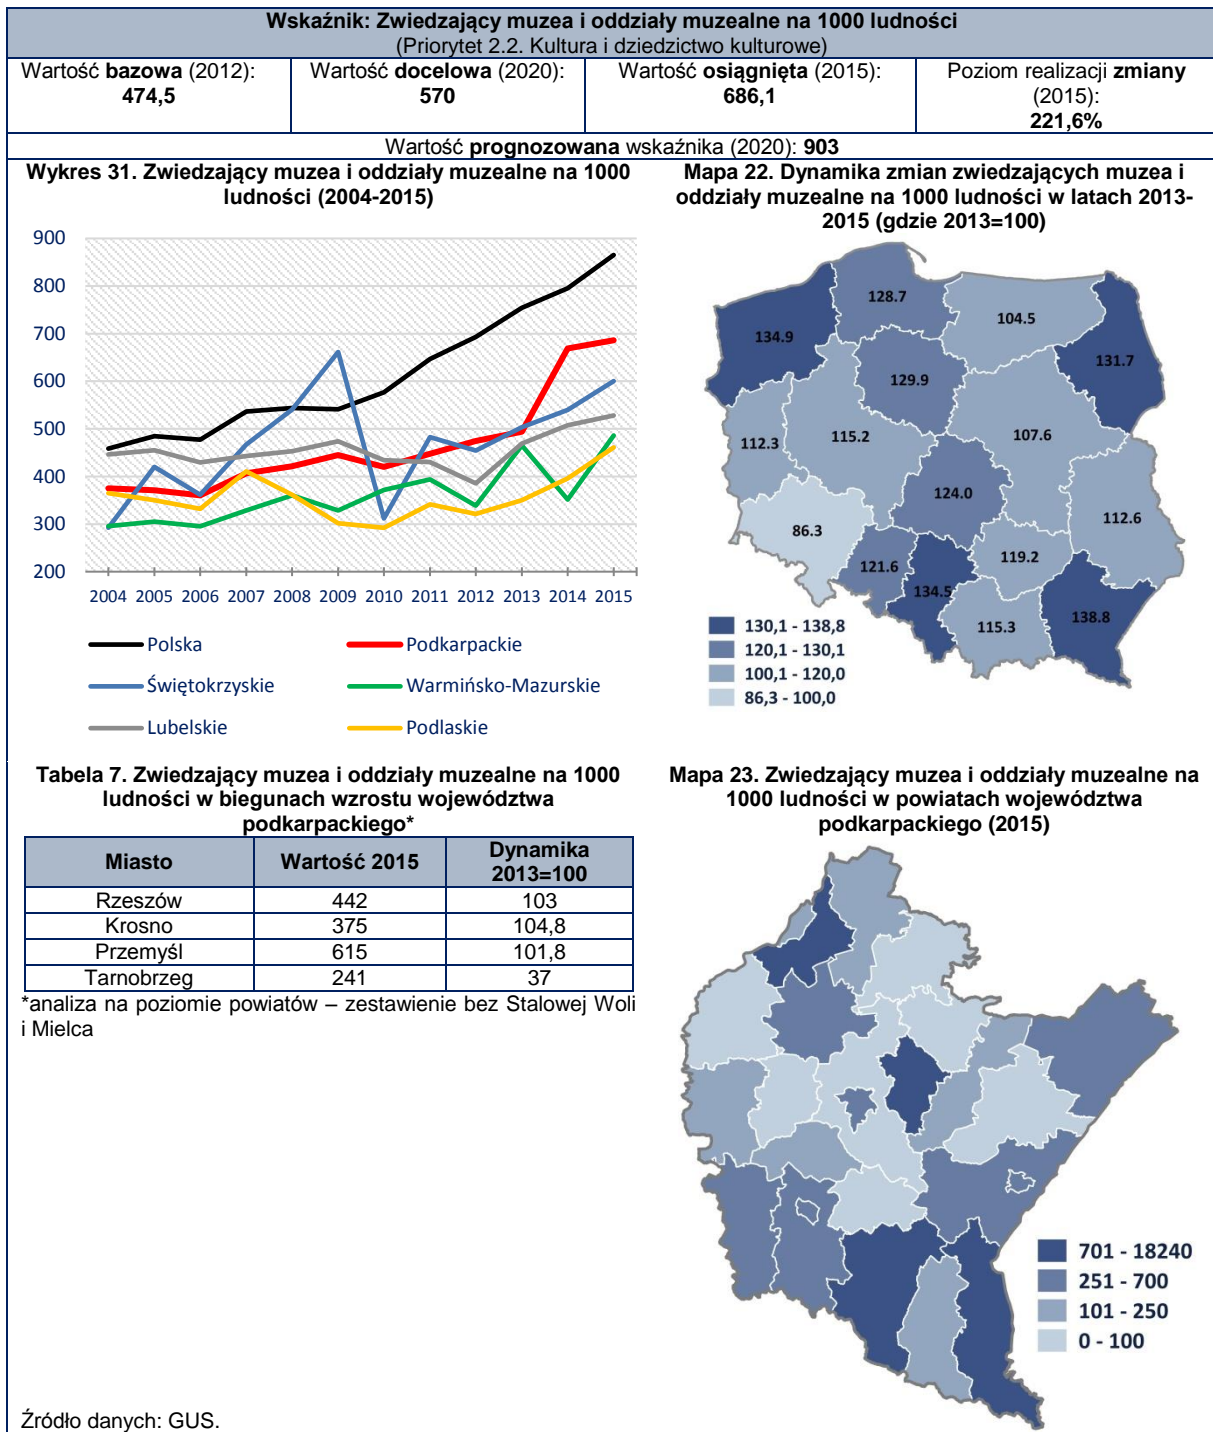 Wskaźnik: Zwiedzający muzea i oddziały muzealne na 1000 ludności
(Priorytet 2.2. Kultura i dziedzictwo kulturowe)
Wartość bazowa (2012):
474,5
Wartość docelowa (2020):
570
Wartość osiągnięta (2015):
686,1
Poziom realizacji zmiany
(2015):
221,6%
Wartość prognozowana wskaźnika (2020): 903
Wykres 31. Zwiedzający muzea i oddziały muzealne na 1000
ludności (2004-2015)
900
800
700
600
500
400
300
200
2004 2005 2006 2007 2008 2009 2010 2011 2012 2013 2014 2015
Polska
Podkarpackie
Świętokrzyskie
Warmińsko-Mazurskie
Lubelskie
Podlaskie
Mapa 22. Dynamika zmian zwiedzających muzea i
oddziały muzealne na 1000 ludności w latach 2013-
2015 (gdzie 2013=100)
128.7
104.5
134.9
131.7
129.9
112.3
115.2
107.6
124.0
112.6
86.3
119.2
121.6
134.5
115.3
138.8
130,1 - 138,8
120,1 - 130,1
100,1 - 120,0
86,3 - 100,0
Tabela 7. Zwiedzający muzea i oddziały muzealne na 1000
ludności w biegunach wzrostu województwa
podkarpackiego*
Miasto Wartość 2015 Dynamika
2013=100
Rzeszów 442 103
Krosno 375 104,8
Przemyśl 615 101,8
Tarnobrzeg 241 37
*analiza na poziomie powiatów – zestawienie bez Stalowej Woli
i Mielca
Mapa 23. Zwiedzający muzea i oddziały muzealne na
1000 ludności w powiatach województwa
podkarpackiego (2015)
701 - 18240
251 - 700
101 - 250
0 - 100
Źródło danych: GUS.